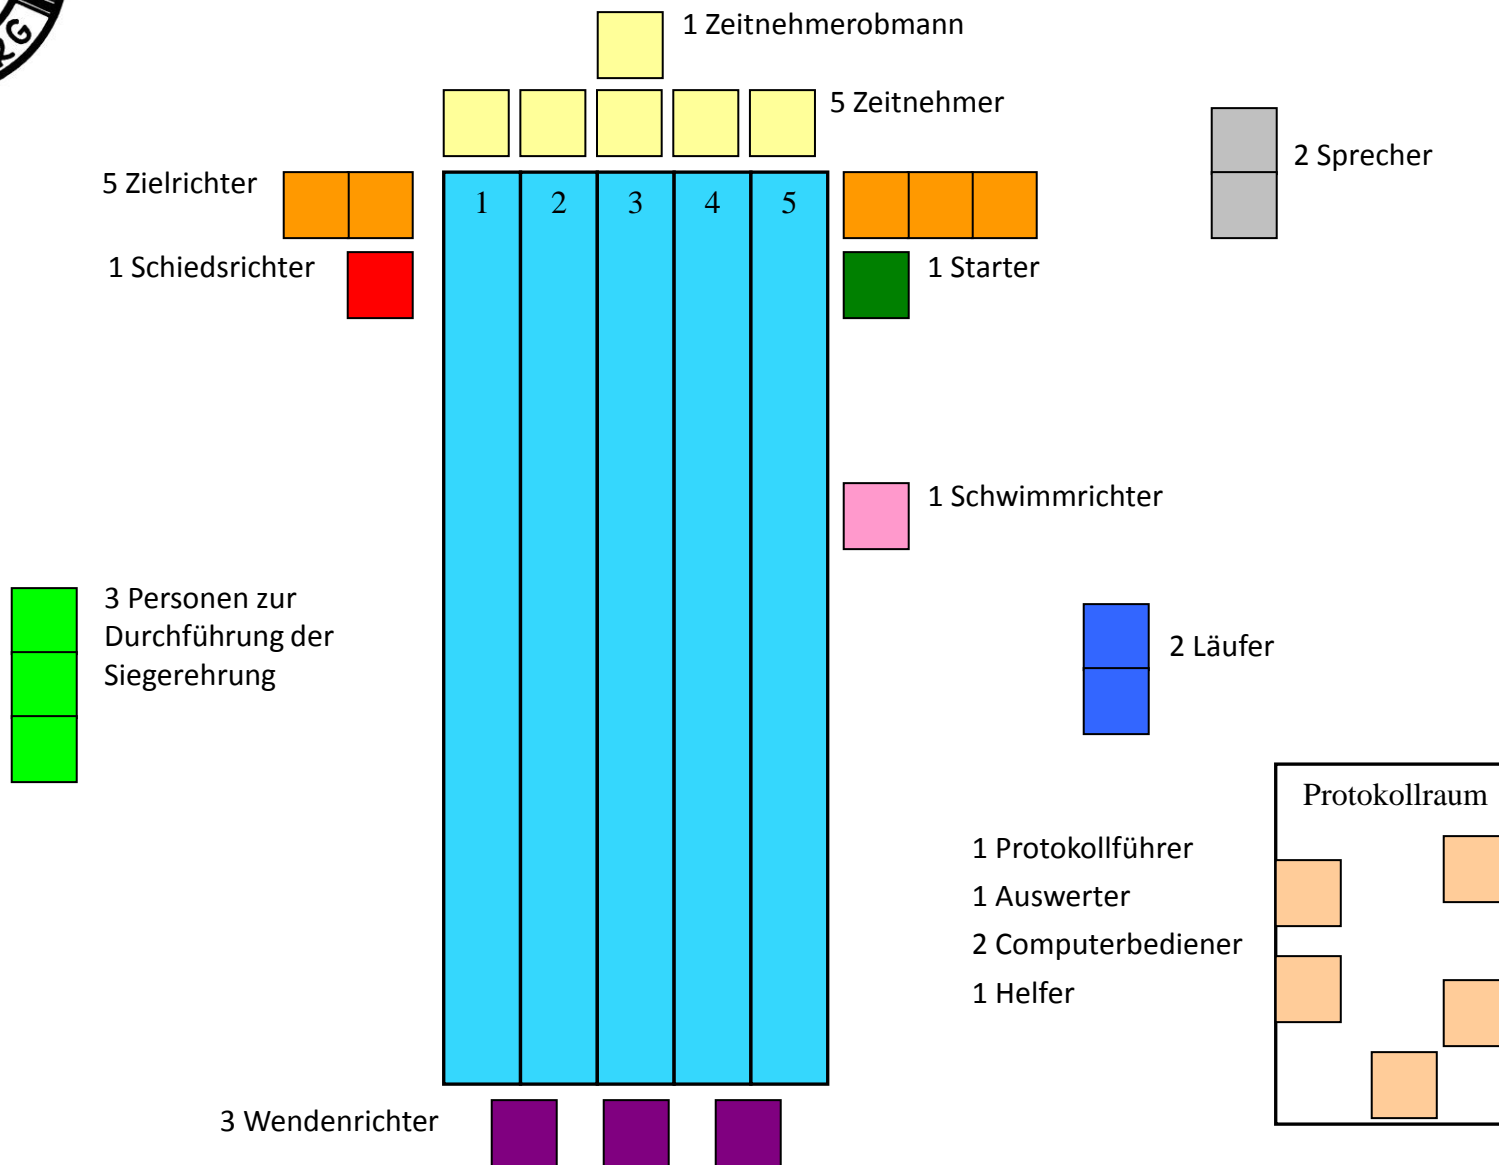 RG
1 Zeitnehmerobmann
5 Zeitnehmer
2 Sprecher
5 Zielrichter
1 2 3 4 5
1 Schiedsrichter
1 Starter
1 Schwimmrichter
3 Personen zur
Durchführung der
Siegerehrung
2 Läufer
Protokollraum
1 Protokollführer
1 Auswerter
2 Computerbediener
1 Helfer
3 Wendenrichter